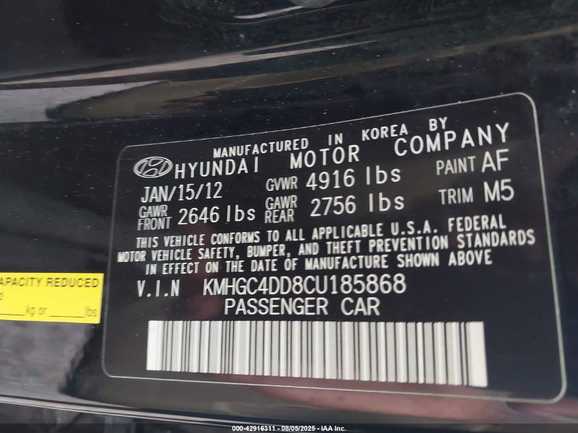 MANUFACTURED IN KOREA BY
HYUNDAI MOTOR COMPANY
JAN/15/12 GVWR 4916 lbs PAINT AF
GAWR FRONT 2646 lbs GAWR REAR 2756 lbs TRIM M5
THIS VEHICLE CONFORMS TO ALL APPLICABLE U.S.A. FEDERAL
MOTOR VEHICLE SAFETY, BUMPER, AND THEFT PREVENTION STANDARDS
IN EFFECT ON THE DATE OF MANUFACTURE SHOWN ABOVE
V.I.N KMHGC4DD8CU185868
PASSENGER CAR
CAPACITY REDUCED
kg or lbs
000-42916311 - 08/05/2025 - IAA Inc.